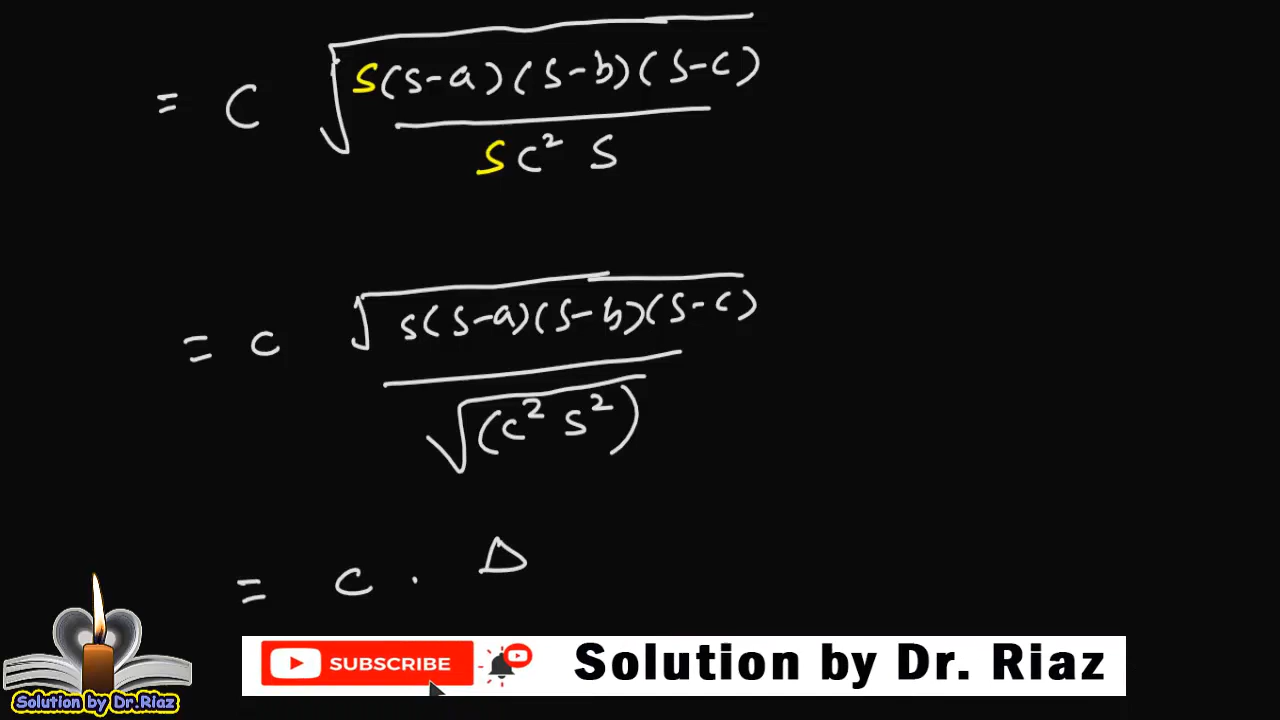 = C √ S(S-a)(S-b)(S-c)
SC² S
= c √ s(s-a)(s-b)(s-c)
√(c² s²)
= c . Δ
SUBSCRIBE
Solution by Dr. Riaz
Solution by Dr.Riaz